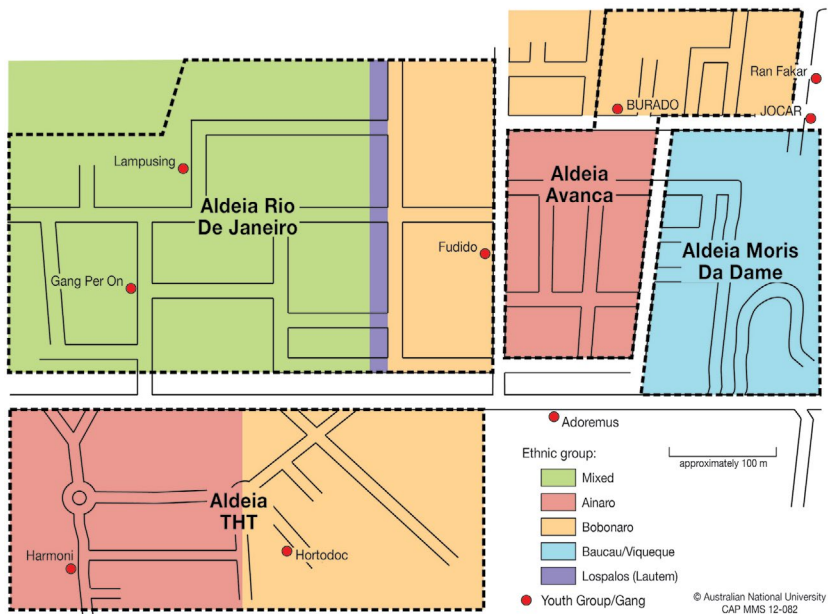 Ran Fakar
BURADO
JOCAR
Lampusing
Aldeia Rio
De Janeiro
Aldeia
Avanca
Fudido
Aldeia Moris
Da Dame
Gang Per On
Adoremus
Ethnic group:
approximately 100 m
Mixed
Ainaro
Bobonaro
Baucau/Viqueque
Lospalos (Lautem)
Youth Group/Gang
Aldeia
THT
Hortodoc
Harmoni
© Australian National University
CAP MMS 12-082